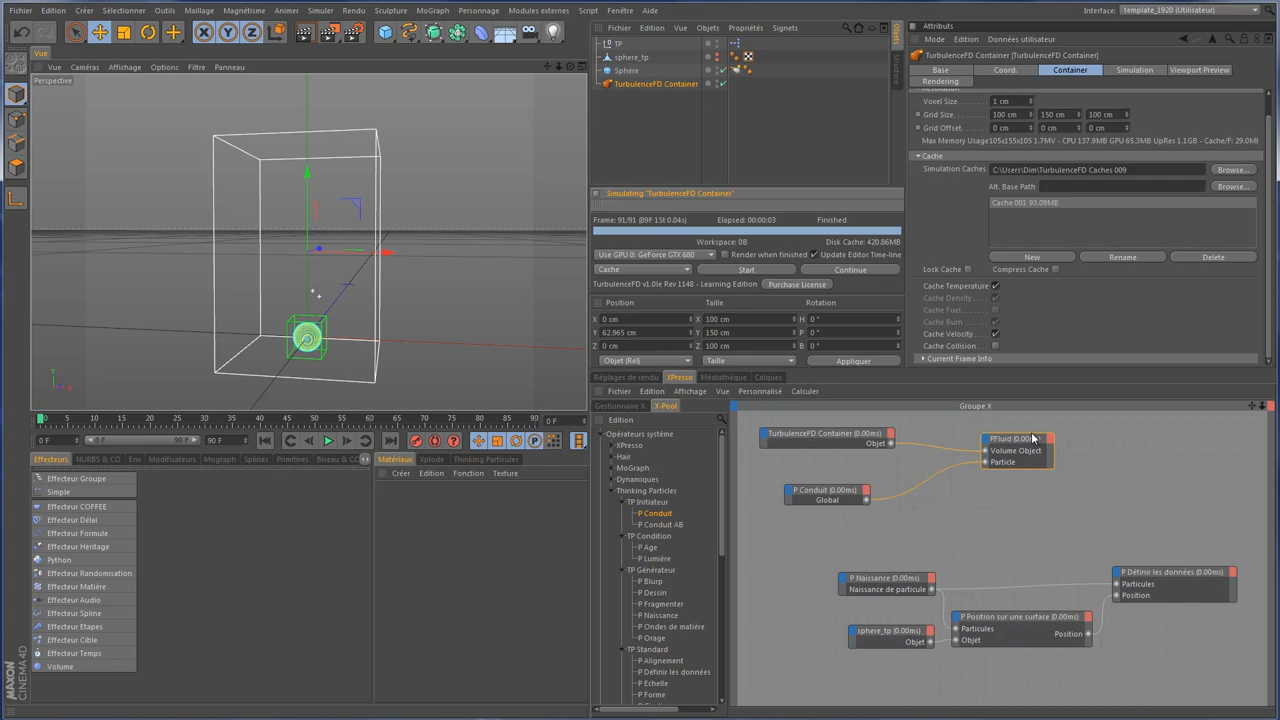 Fichier Edition Créer Sélectionner Outils Maillage Magnétisme Animer Simuler Rendu Sculpture MoGraph Personnage Modules externes Script Fenêtre Aide
Interface: template_1920 (Utilisateur)
Vue
Vue Caméras Affichage Options Filtre Panneau
Perspective
Y
X
0 5 10 15 20 25 30 35 40 45 50 55 60 65 70 75 80 85 90 0 F
0 F 0 F 90 F 90 F
Effecteurs NURBS & CO Env Modificateurs Mograph Splines Primitives Blobulin
Effecteur Groupe
Simple
Effecteur COFFEE
Effecteur Délai
Effecteur Formule
Effecteur Héritage
Python
Effecteur Randomisation
Effecteur Matière
Effecteur Audio
Effecteur Spline
Effecteur Etapes
Effecteur Cible
Effecteur Temps
Volume
MAXON
CINEMA 4D
Matériaux Xplode Thinking Particules
Créer Edition Fonction Texture
Fichier Edition Vue Objets Propriétés Signets
Objets
Structure
TP
sphere_tp
Sphère
TurbulenceFD Container
Simulating "TurbulenceFD Container"
Frame: 91/91 (89F 1St 0.04s) Elapsed: 00:00:03 Finished
Workspace: 0B Disk Cache: 420.86MB
Use GPU 0: GeForce GTX 680 Render when finished Update Editor Time-line
Cache Start Continue
TurbulenceFD v1.0 Rev 1148 - Limited Edition Purchase License
Position Taille Rotation
X 0 cm X 100 cm H 0 °
Y 62.965 cm Y 150 cm P 0 °
Z 0 cm Z 100 cm B 0 °
Objet (Rel) Taille Appliquer
Réglages de rendu XPresso Médiathèque Calques
Fichier Edition Affichage Vue Personnalisé Calculer
Gestionnaire X X-Pool
Edition
Opérateurs système
XPresso
Hair
MoGraph
Dynamiques
Thinking Particles
TP Initiateur
P Conduit
P Conduit AB
TP Condition
P Age
P Lumière
TP Générateur
P Blurp
P Dessin
P Fragmenter
P Naissance
P Ondes de matière
P Orage
TP Standard
P Alignement
P Définir les données
P Echelle
P Forme
Groupe X
TurbulenceFD Container (0.00ms)
Objet
PFluid (0.00
Volume Object
Particle
P Conduit (0.00ms)
Global
P Naissance (0.00ms)
Naissance de particule
sphere_tp (0.00ms)
Objet
P Position sur une surface (0.00ms)
Particules
Objet
Position
P Définir les données (0.00ms)
Particules
Position
Attributs
Mode Edition Données utilisateur
TurbulenceFD Container [TurbulenceFD Container]
Base Coord. Container Simulation Viewport Preview
Rendering
Resolution
Voxel Size 1 cm
Grid Size 100 cm 150 cm 100 cm
Grid Offset 0 cm 0 cm 0 cm
Max Memory Usage 105x155x105 1.7MV - CPU 137.9MB GPU 65.3MB UpRes 1.1GB - Cache/F: 29.0MB
Cache
Simulation Caches C:\Users\Dim\TurbulenceFD Caches 009 Browse...
Alt. Base Path Browse...
Cache 001 93.09MB
New Rename Delete
Lock Cache Compress Cache
Cache Temperature
Cache Density
Cache Fuel
Cache Burn
Cache Velocity
Cache Collision
Current Frame Info